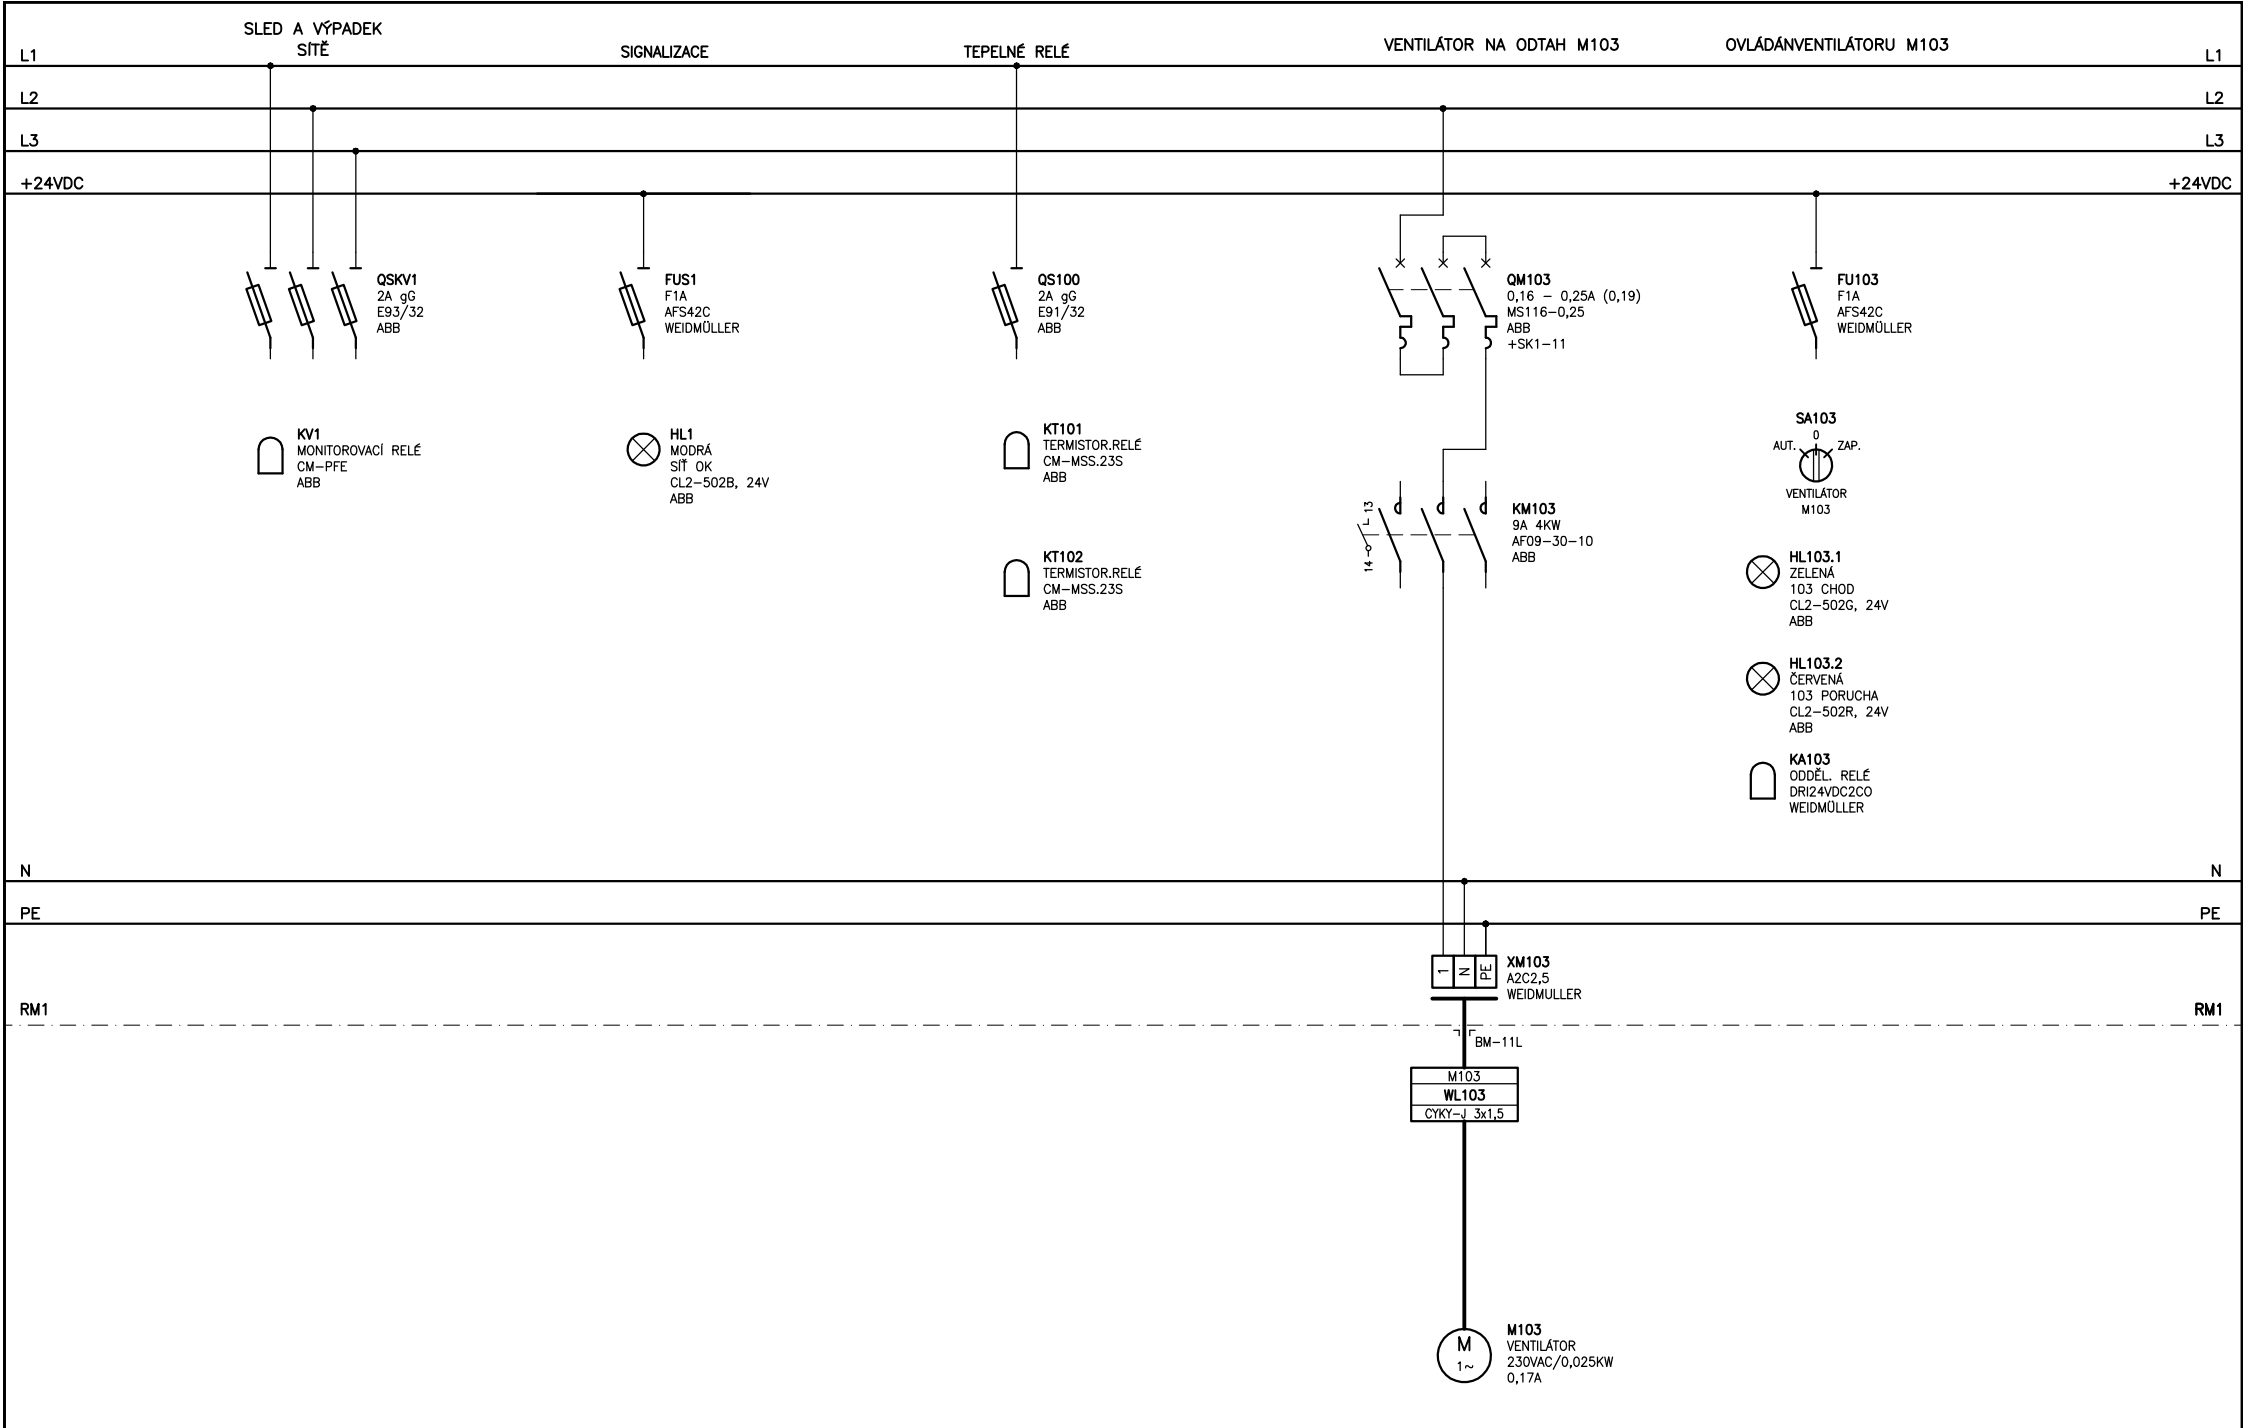 SLED A VÝPADEK
SÍTĚ
SIGNALIZACE
TEPELNÉ RELÉ
VENTILÁTOR NA ODTAH M103
OVLÁDÁNVENTILÁTORU M103
L1
L1
L2
L2
L3
L3
+24VDC
+24VDC
QSKV1
2A gG
E93/32
ABB
FUS1
F1A
AFS42C
WEIDMÜLLER
QS100
2A gG
E91/32
ABB
QM103
0,16 – 0,25A (0,19)
MS116–0,25
ABB
+SK1–11
FU103
F1A
AFS42C
WEIDMÜLLER
KV1
MONITOROVACÍ RELÉ
CM–PFE
ABB
HL1
MODRÁ
SÍŤ OK
CL2–502B, 24V
ABB
KT101
TERMISTOR.RELÉ
CM–MSS.23S
ABB
SA103
0
AUT.
ZAP.
VENTILÁTOR
M103
13
14
KM103
9A 4KW
AF09–30–10
ABB
KT102
TERMISTOR.RELÉ
CM–MSS.23S
ABB
HL103.1
ZELENÁ
103 CHOD
CL2–502G, 24V
ABB
HL103.2
ČERVENÁ
103 PORUCHA
CL2–502R, 24V
ABB
KA103
ODDĚL. RELÉ
DRI24VDC2CO
WEIDMÜLLER
N
N
PE
PE
1
N
PE
XM103
A2C2,5
WEIDMULLER
RM1
RM1
BM–11L
M103
WL103
CYKY–J 3x1,5
M
1~
M103
VENTILÁTOR
230VAC/0,025KW
0,17A